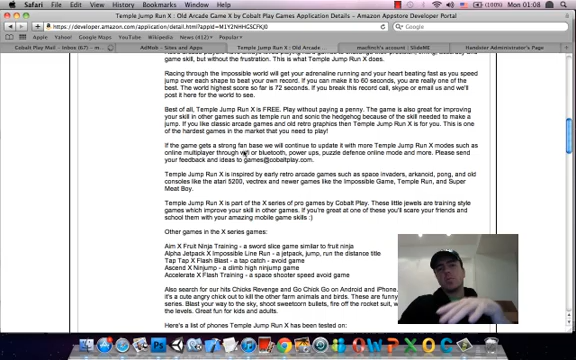 Safari File Edit View History Bookmarks Window Help
Mon 01:08
Temple Jump Run X : Old Arcade Game X by Cobalt Play Games Application Details – Amazon Appstore Developer Portal
Cobalt Play Mail - Inbox
AdMob - Sites and Apps
Temple Jump Run X : Old Arcade ...
macfinch's account | SlideME
Handster Administrator's Page
game skill, but without the frustration. This is what Temple Jump Run X does.
Racing through the impossible world will get your adrenaline running and your heart beating fast as you speed
jump over each shape to beat your own record. If you can make it to 60 seconds, you are really one of the
best. The world highest score so far is 72 seconds. If you break this record call, skype or email us and we'll
post it here for the world to see.
Best of all, Temple Jump Run X is FREE. Play without paying a penny. The game is also great for improving
your skill in other games such as temple run and sonic the hedgehog because of the skill needed to make a
jump. If you like classic arcade games and old retro graphics then Temple Jump Run X is for you. This is one
of the hardest games in the market that you need to play!
If the game gets a strong fan base we will continue to update it with more Temple Jump Run X modes such as
online multiplayer through wifi or bluetooth, power ups, puzzle defence online mode and more. Please send
your feedback and ideas to games@cobaltplay.com.
Temple Jump Run X is inspired by early retro arcade games such as space invaders, arkanoid, pong, and old
consoles like the atari 5200, vectrex and newer games like the Impossible Game, Temple Run, and Super
Meat Boy.
Temple Jump Run X is part of the X series of pro games by Cobalt Play. These little jewels are training style
games which improve your skill in other games. If you're great at one of these you'll scare your friends and
school them with your amazing mobile game skills :)
Other games in the X series:
Aim X Fruit Ninja Training - a sword slice game similar to fruit ninja
Alpha Jetpack X Impossible Line Run - a jetpack, jump, run the distance title
Tap Tap X Flash Blast - a tap catch - avoid game
Ascend X Ninjump - a climb high ninjump game
Accelerate X Flash Training - a space shooter speed avoid game
Also search for our hits Chicks Revenge and Go Chick Go on Android and iPhone.
it's a cute angry chick out to kill the other farm animals and birds. These are funny
series. Blast your way to the sky, shoot sweetcorn bullets, fire off the rocket suit,
the levels. Great fun for kids and adults.
Here's a list of phones Temple Jump Run X has been tested on: